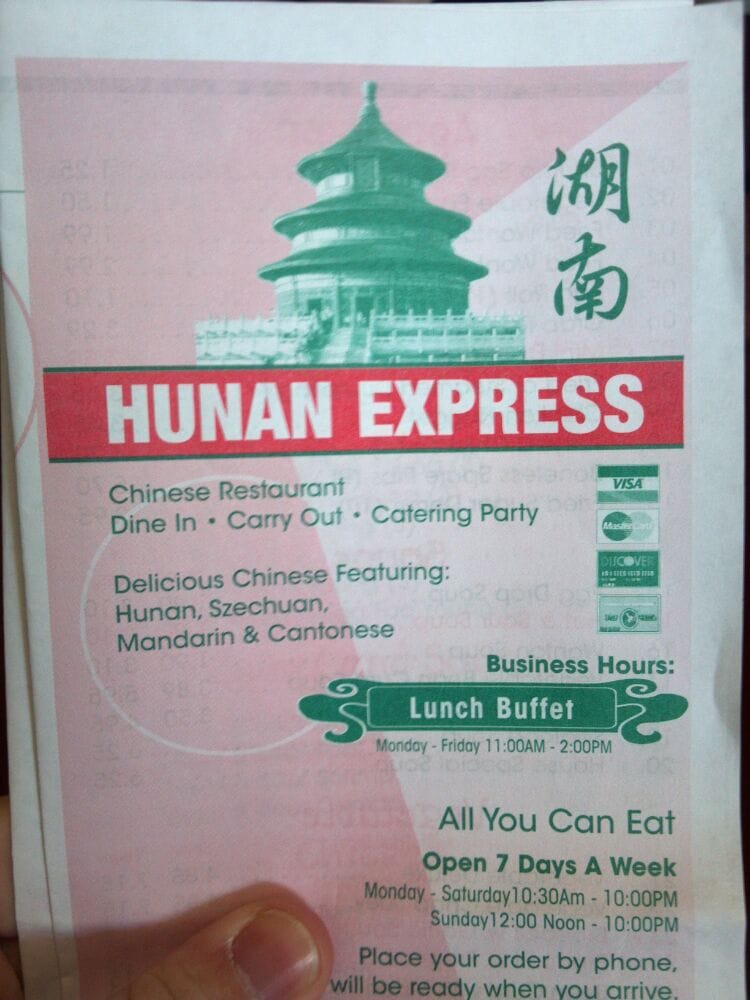 湖南
HUNAN EXPRESS
Chinese Restaurant
Dine In • Carry Out • Catering Party
VISA
MasterCard
DISCOVER
Delicious Chinese Featuring:
Hunan, Szechuan,
Mandarin & Cantonese
Business Hours:
Lunch Buffet
Monday - Friday 11:00AM - 2:00PM
All You Can Eat
Open 7 Days A Week
Monday - Saturday10:30Am - 10:00PM
Sunday12:00 Noon - 10:00PM
Place your order by phone,
will be ready when you arrive.